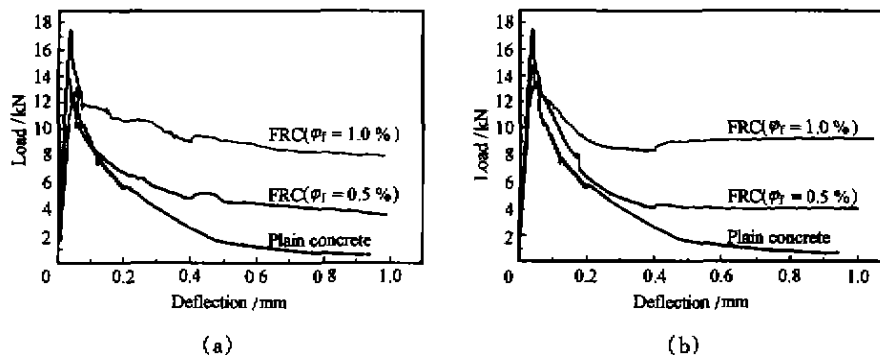 18
16
14
12
10
8
6
4
2
Load /kN
FRC(φf = 1.0 %)
FRC(φf = 0.5 %)
Plain concrete
0 0.2 0.4 0.6 0.8 1.0
Deflection /mm
(a)
18
16
14
12
10
8
6
4
2
Load /kN
FRC(φf = 1.0 %)
FRC(φf = 0.5 %)
Plain concrete
0 0.2 0.4 0.6 0.8 1.0
Deflection /mm
(b)